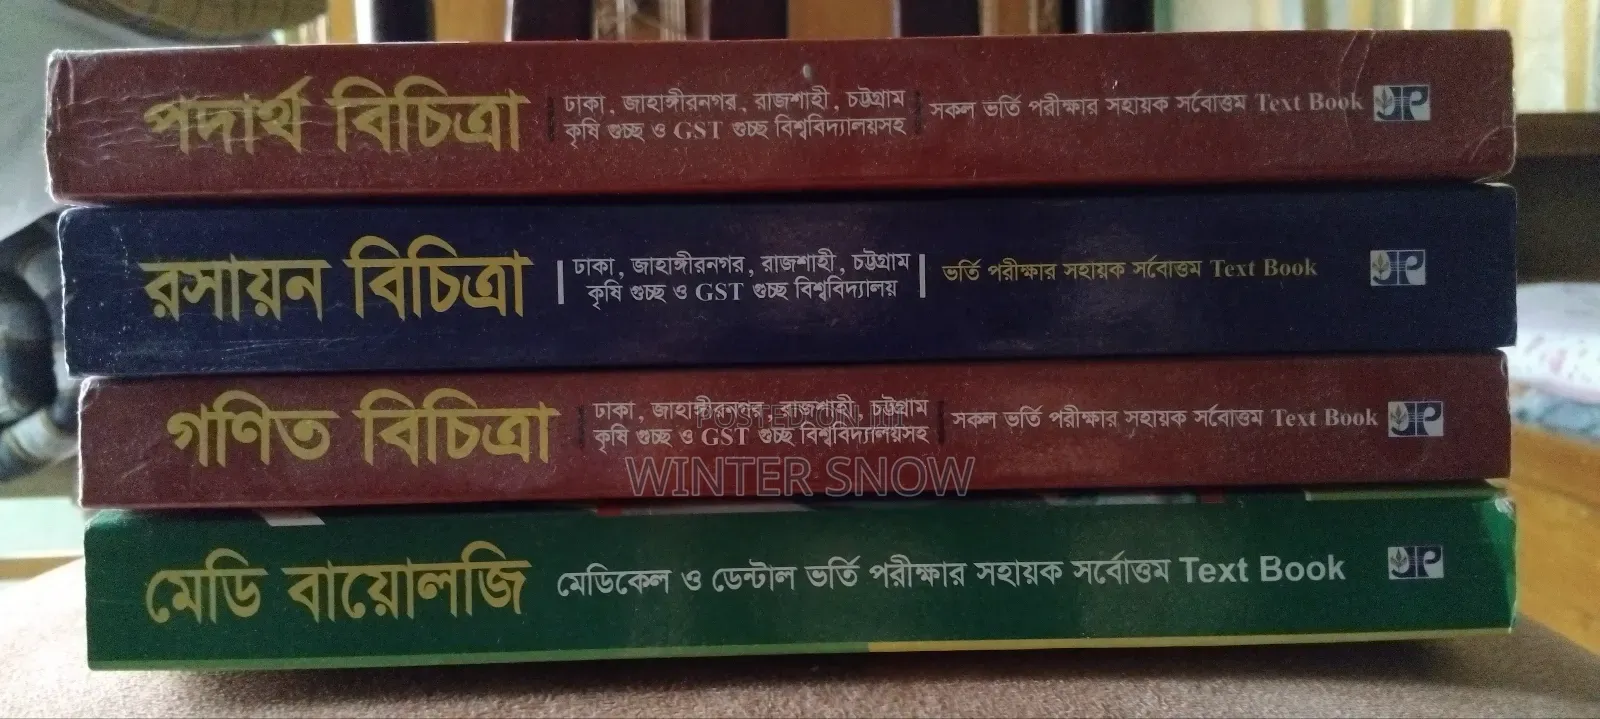 পদার্থ বিচিত্রা
ঢাকা, জাহাঙ্গীরনগর, রাজশাহী, চট্টগ্রাম
কৃষি গুচ্ছ ও GST গুচ্ছ বিশ্ববিদ্যালয়সহ
সকল ভর্তি পরীক্ষার সহায়ক সর্বোত্তম Text Book
রসায়ন বিচিত্রা
ঢাকা, জাহাঙ্গীরনগর, রাজশাহী, চট্টগ্রাম
কৃষি গুচ্ছ ও GST গুচ্ছ বিশ্ববিদ্যালয়
ভর্তি পরীক্ষার সহায়ক সর্বোত্তম Text Book
গণিত বিচিত্রা
ঢাকা, জাহাঙ্গীরনগর, রাজশাহী, চট্টগ্রাম
কৃষি গুচ্ছ ও GST গুচ্ছ বিশ্ববিদ্যালয়সহ
সকল ভর্তি পরীক্ষার সহায়ক সর্বোত্তম Text Book
POSTED ON
WINTER SNOW
মেডি বায়োলজি
মেডিকেল ও ডেন্টাল ভর্তি পরীক্ষার সহায়ক সর্বোত্তম Text Book